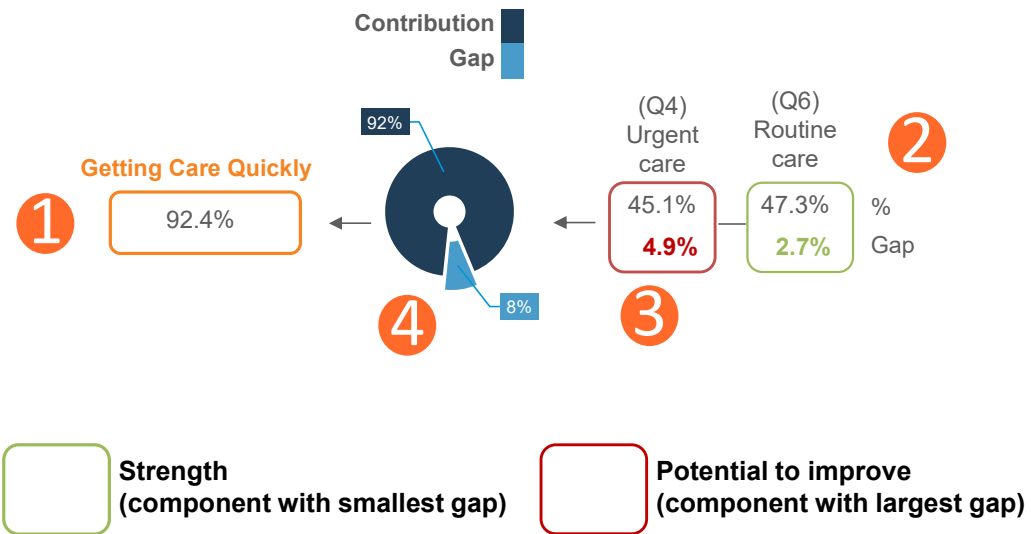 Contribution
Gap
92%
(Q4)
Urgent
care
(Q6)
Routine
care
2
Getting Care Quickly
1
92.4%
45.1%
47.3%
%
4.9%
2.7%
Gap
8%
4
3
Strength
(component with smallest gap)
Potential to improve
(component with largest gap)